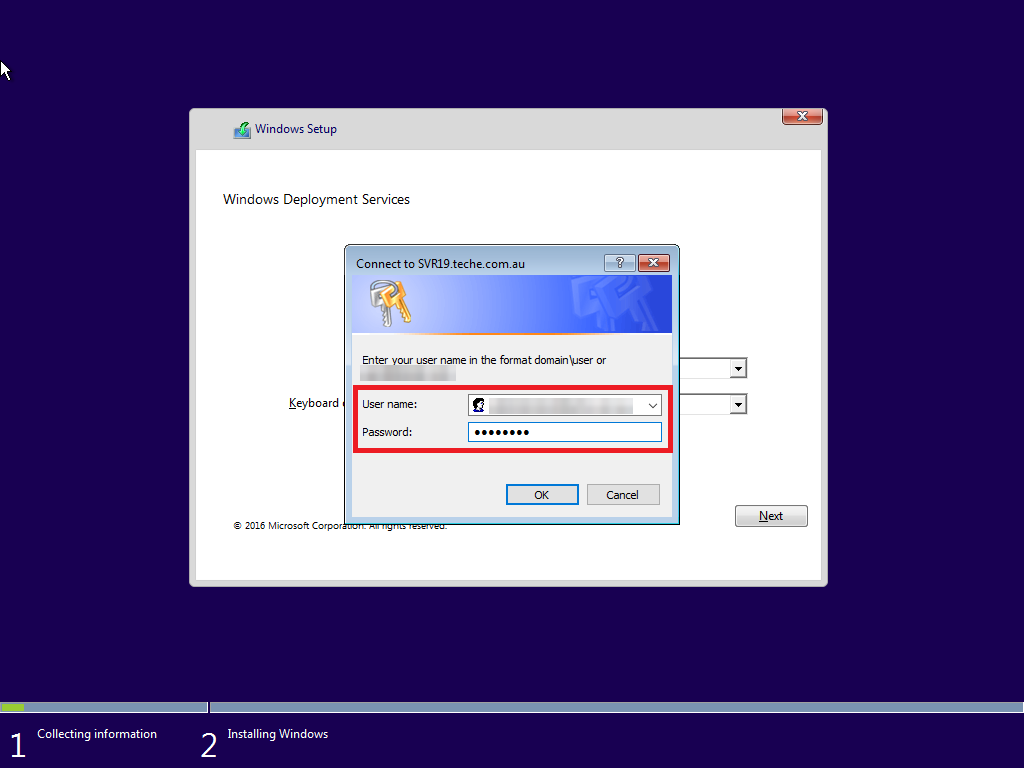 Windows Setup
Windows Deployment Services
Connect to SVR19.teche.com.au
?
Enter your user name in the format domain\user or
User name:
Keyboard
Password:
OK
Cancel
Next
© 2016 Microsoft Corporation. All rights reserved.
1 Collecting information
2 Installing Windows